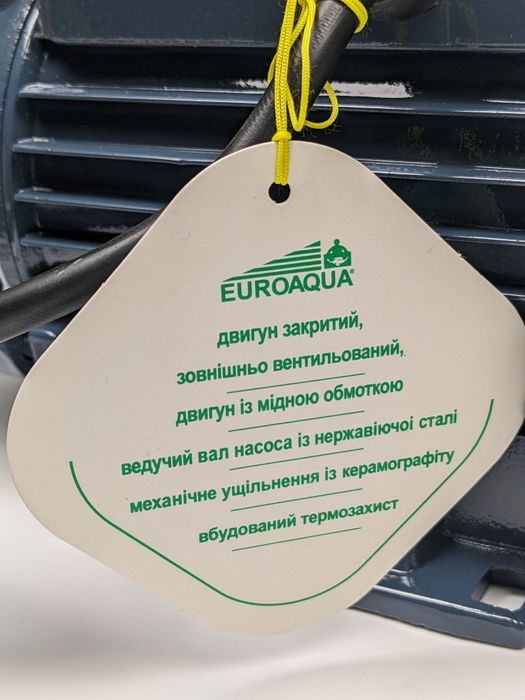 EUROAQUA®
двигун закритий,
зовнішньо вентильований,
двигун із мідною обмоткою
ведучий вал насоса із нержавіючоі сталі
механічне ущільнення із керамографіту
вбудований термозахист